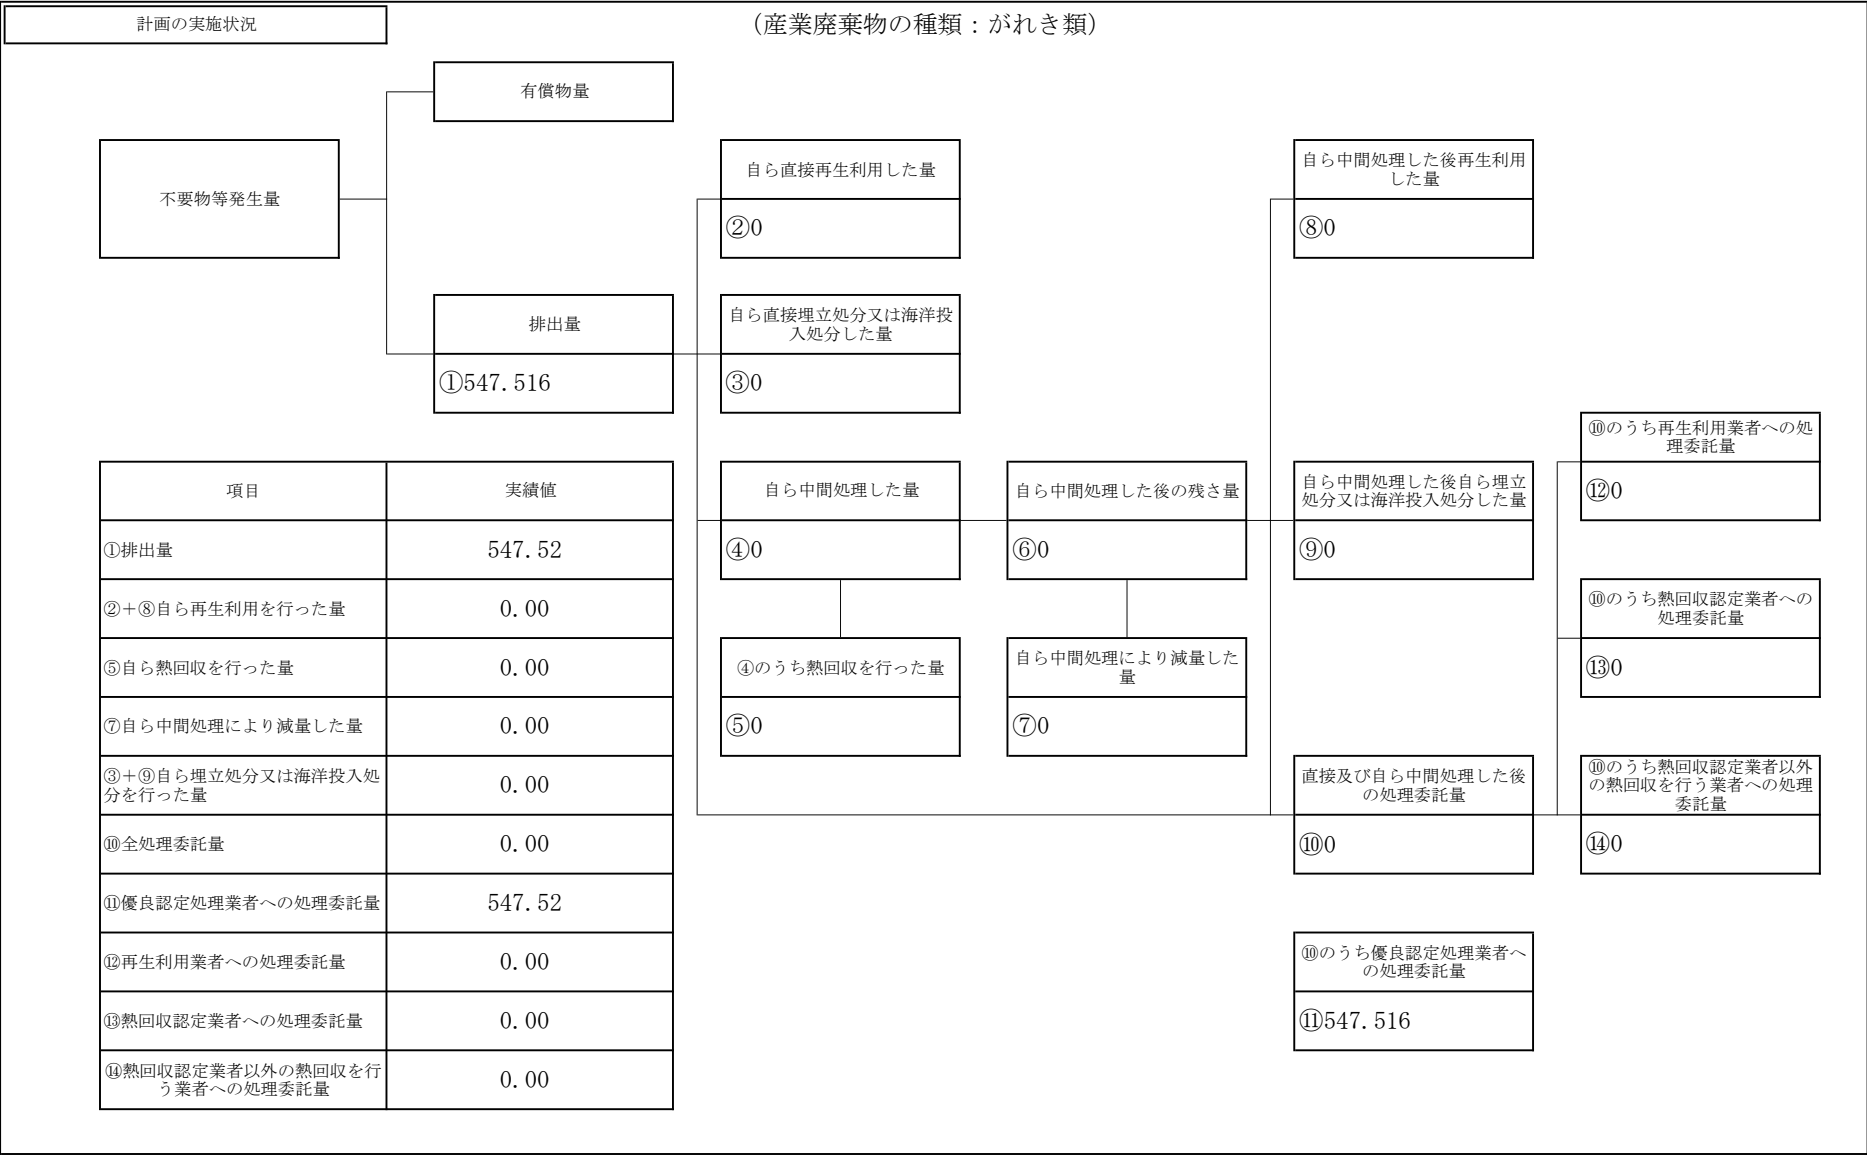 計画の実施状況
（産業廃棄物の種類：がれき類）
有償物量
不要物等発生量
自ら直接再生利用した量
②0
自ら中間処理した後再生利用
した量
⑧0
排出量
①547.516
自ら直接埋立処分又は海洋投
入処分した量
③0
⑩のうち再生利用業者への処
理委託量
⑫0
自ら中間処理した量
④0
自ら中間処理した後の残さ量
⑥0
自ら中間処理した後自ら埋立
処分又は海洋投入処分した量
⑨0
⑩のうち熱回収認定業者への
処理委託量
⑬0
④のうち熱回収を行った量
⑤0
自ら中間処理により減量した
量
⑦0
直接及び自ら中間処理した後
の処理委託量
⑩0
⑩のうち熱回収認定業者以外
の熱回収を行う業者への処理
委託量
⑭0
⑩のうち優良認定処理業者へ
の処理委託量
⑪547.516
項目 実績値
①排出量 547.52
②＋⑧自ら再生利用を行った量 0.00
⑤自ら熱回収を行った量 0.00
⑦自ら中間処理により減量した量 0.00
③＋⑨自ら埋立処分又は海洋投入処
分を行った量 0.00
⑩全処理委託量 0.00
⑪優良認定処理業者への処理委託量 547.52
⑫再生利用業者への処理委託量 0.00
⑬熱回収認定業者への処理委託量 0.00
⑭熱回収認定業者以外の熱回収を行
う業者への処理委託量 0.00